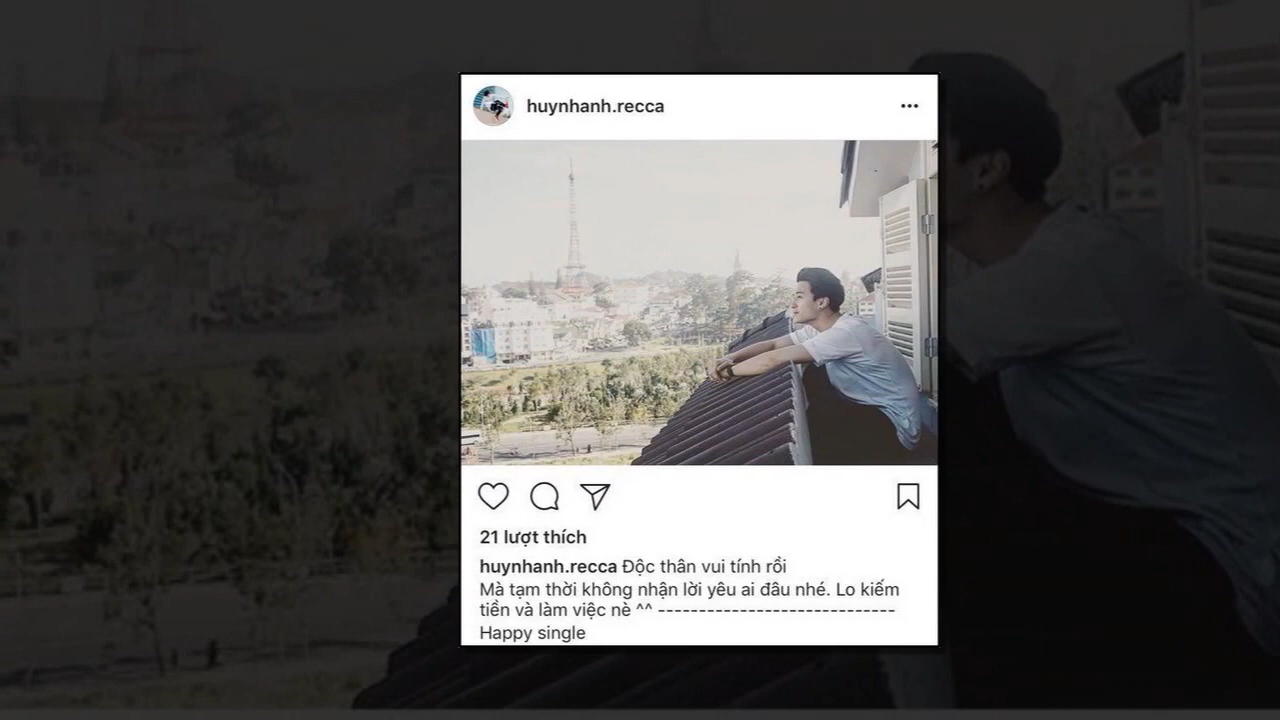 huynhanh.recca
21 lượt thích
huynhanh.recca Độc thân vui tính rồi
Mà tạm thời không nhận lời yêu ai đâu nhé. Lo kiếm
tiền và làm việc nè ^^ -----------------------------
Happy single